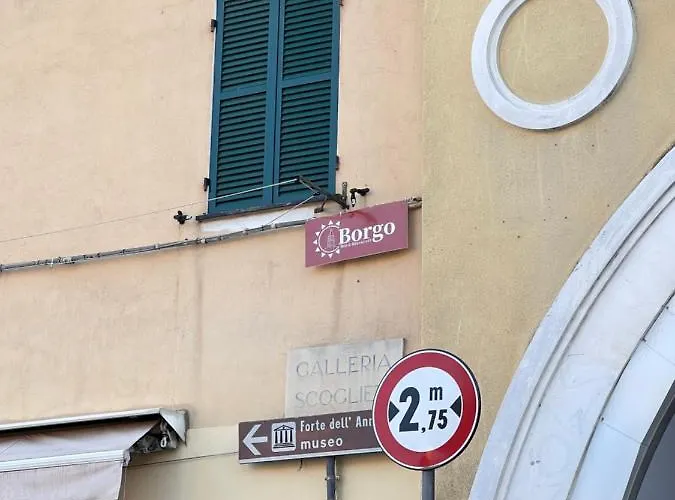 Borgo
GALLERIA
SCOGLIE
Forte dell' Ann
museo
2 m
,75